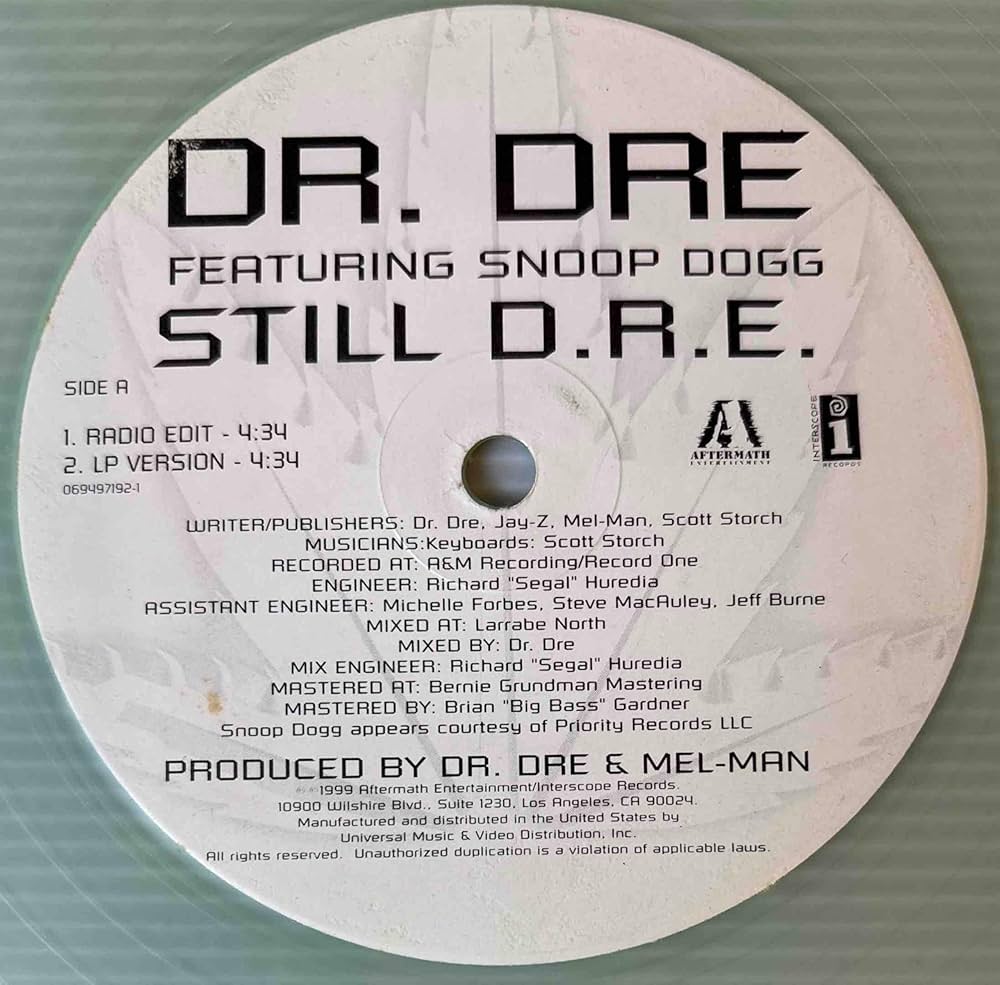 DR. DRE
FEATURING SNOOP DOGG
STILL D.R.E.
SIDE A
1. RADIO EDIT - 4:34
2. LP VERSION - 4:34
069497192-1
AFTERMATH
ENTERTAINMENT
INTERSCOPE
RECORDS
WRITER/PUBLISHERS: Dr. Dre, Jay-Z, Mel-Man, Scott Storch
MUSICIANS:Keyboards: Scott Storch
RECORDED AT: A&M Recording/Record One
ENGINEER: Richard "Segal" Huredia
ASSISTANT ENGINEER: Michelle Forbes, Steve MacAuley, Jeff Burne
MIXED AT: Larrabe North
MIXED BY: Dr. Dre
MIX ENGINEER: Richard "Segal" Huredia
MASTERED AT: Bernie Grundman Mastering
MASTERED BY: Brian "Big Bass" Gardner
Snoop Dogg appears courtesy of Priority Records LLC
PRODUCED BY DR. DRE & MEL-MAN
℗ © 1999 Aftermath Entertainment/Interscope Records.
10900 Wilshire Blvd., Suite 1230, Los Angeles, CA 90024.
Manufactured and distributed in the United States by
Universal Music & Video Distribution, Inc.
All rights reserved. Unauthorized duplication is a violation of applicable laws.